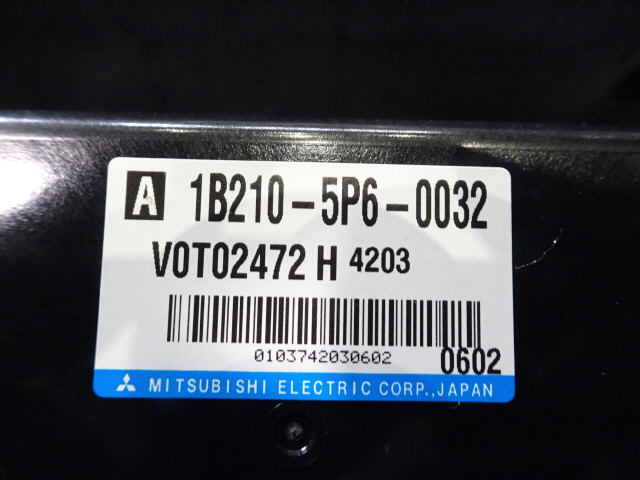 A 1B210-5P6-0032
V0T02472 H 4203
0103742030602
0602
MITSUBISHI ELECTRIC CORP.,JAPAN